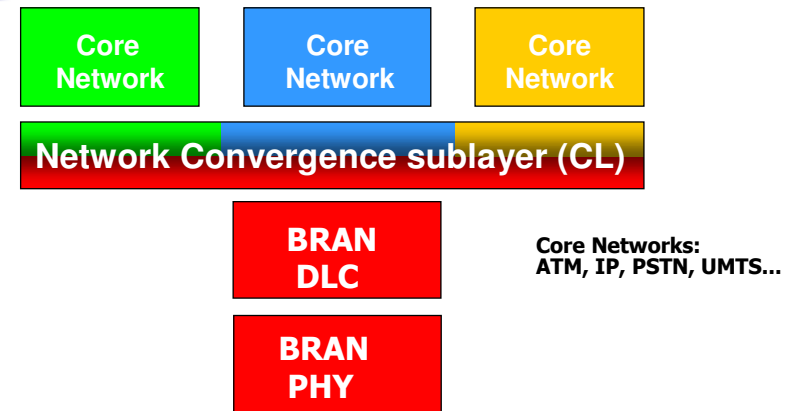 Core
Network
Core
Network
Core
Network
Network Convergence sublayer (CL)
BRAN
DLC
Core Networks:
ATM, IP, PSTN, UMTS...
BRAN
PHY